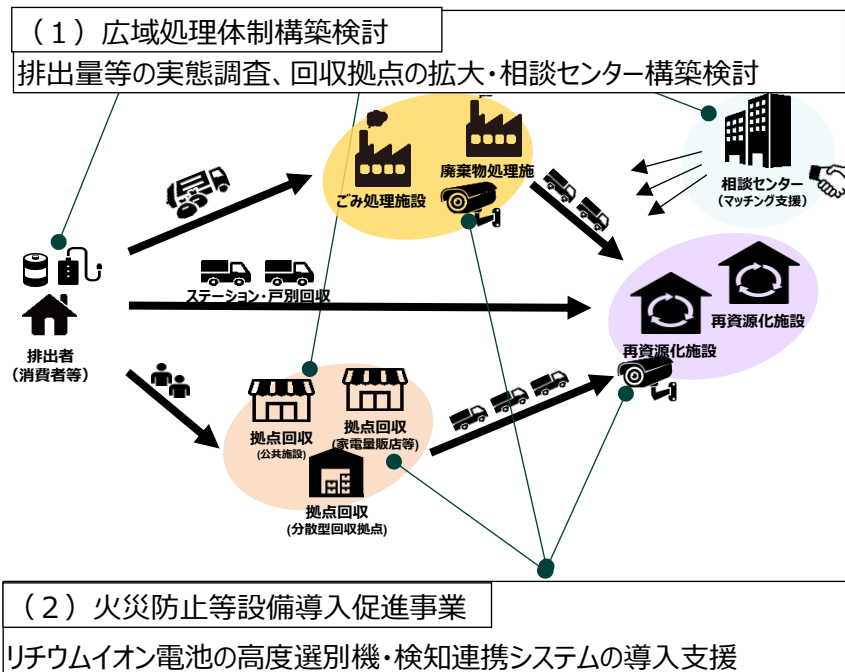 （１）広域処理体制構築検討
排出量等の実態調査、回収拠点の拡大・相談センター構築検討
廃棄物処理施
ごみ処理施設
相談センター
（マッチング支援）
ステーション・戸別回収
再資源化施設
再資源化施設
排出者
（消費者等）
拠点回収
(公共施設)
拠点回収
(家電量販店等)
拠点回収
(分散型回収拠点)
（２）火災防止等設備導入促進事業
リチウムイオン電池の高度選別機・検知連携システムの導入支援